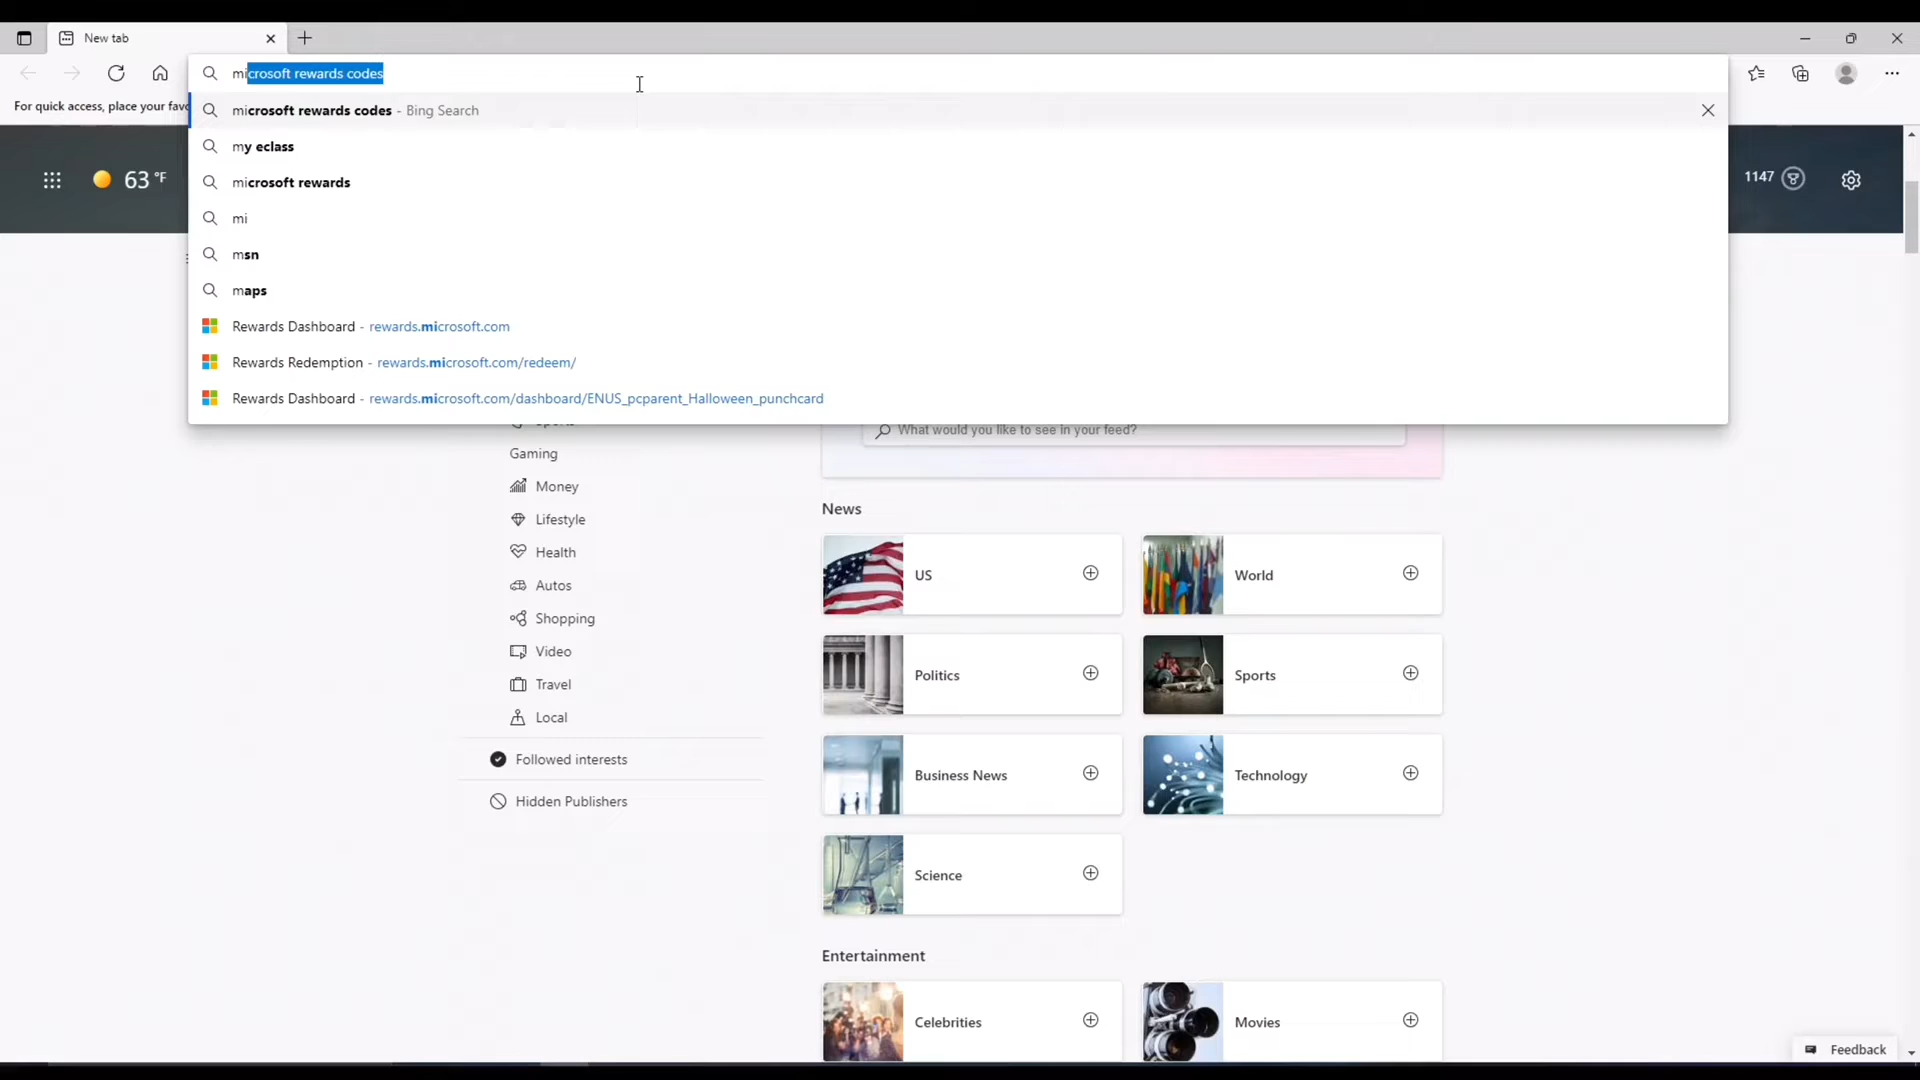 New tab
microsoft rewards codes
For quick access, place your fav
microsoft rewards codes - Bing Search
my eclass
microsoft rewards
mi
msn
maps
Rewards Dashboard - rewards.microsoft.com
Rewards Redemption - rewards.microsoft.com/redeem/
Rewards Dashboard - rewards.microsoft.com/dashboard/ENUS_pcparent_Halloween_punchcard
63 °F
1147
What would you like to see in your feed?
Sports
Gaming
Money
Lifestyle
Health
Autos
Shopping
Video
Travel
Local
Followed interests
Hidden Publishers
News
US
World
Politics
Sports
Business News
Technology
Science
Entertainment
Celebrities
Movies
Feedback